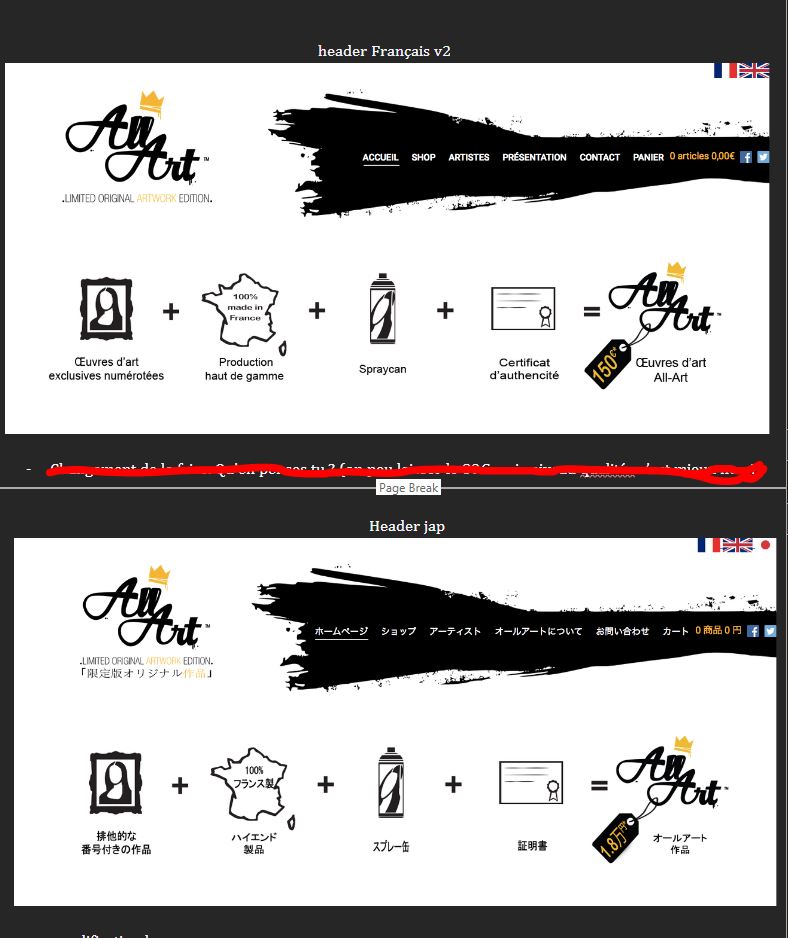 header Français v2
All
Art™
.LIMITED ORIGINAL ARTWORK EDITION.
ACCUEIL SHOP ARTISTES PRÉSENTATION CONTACT PANIER 0 articles 0,00€
100%
made in
France
+ + + =
All
Art™
150€*
Œuvres d'art
exclusives numérotées
Production
haut de gamme
Spraycan
Certificat
d'authencité
Œuvres d'art
All-Art
Page Break
Header jap
All
Art™
.LIMITED ORIGINAL ARTWORK EDITION.
「限定版オリジナル作品」
ホームページ ショップ アーティスト オールアートについて お問い合わせ カート 0 商品 0 円
100%
フランス製
+ + + =
All
Art™
1.8万円*
排他的な
番号付きの作品
ハイエンド
製品
スプレー缶
証明書
オールアート
作品